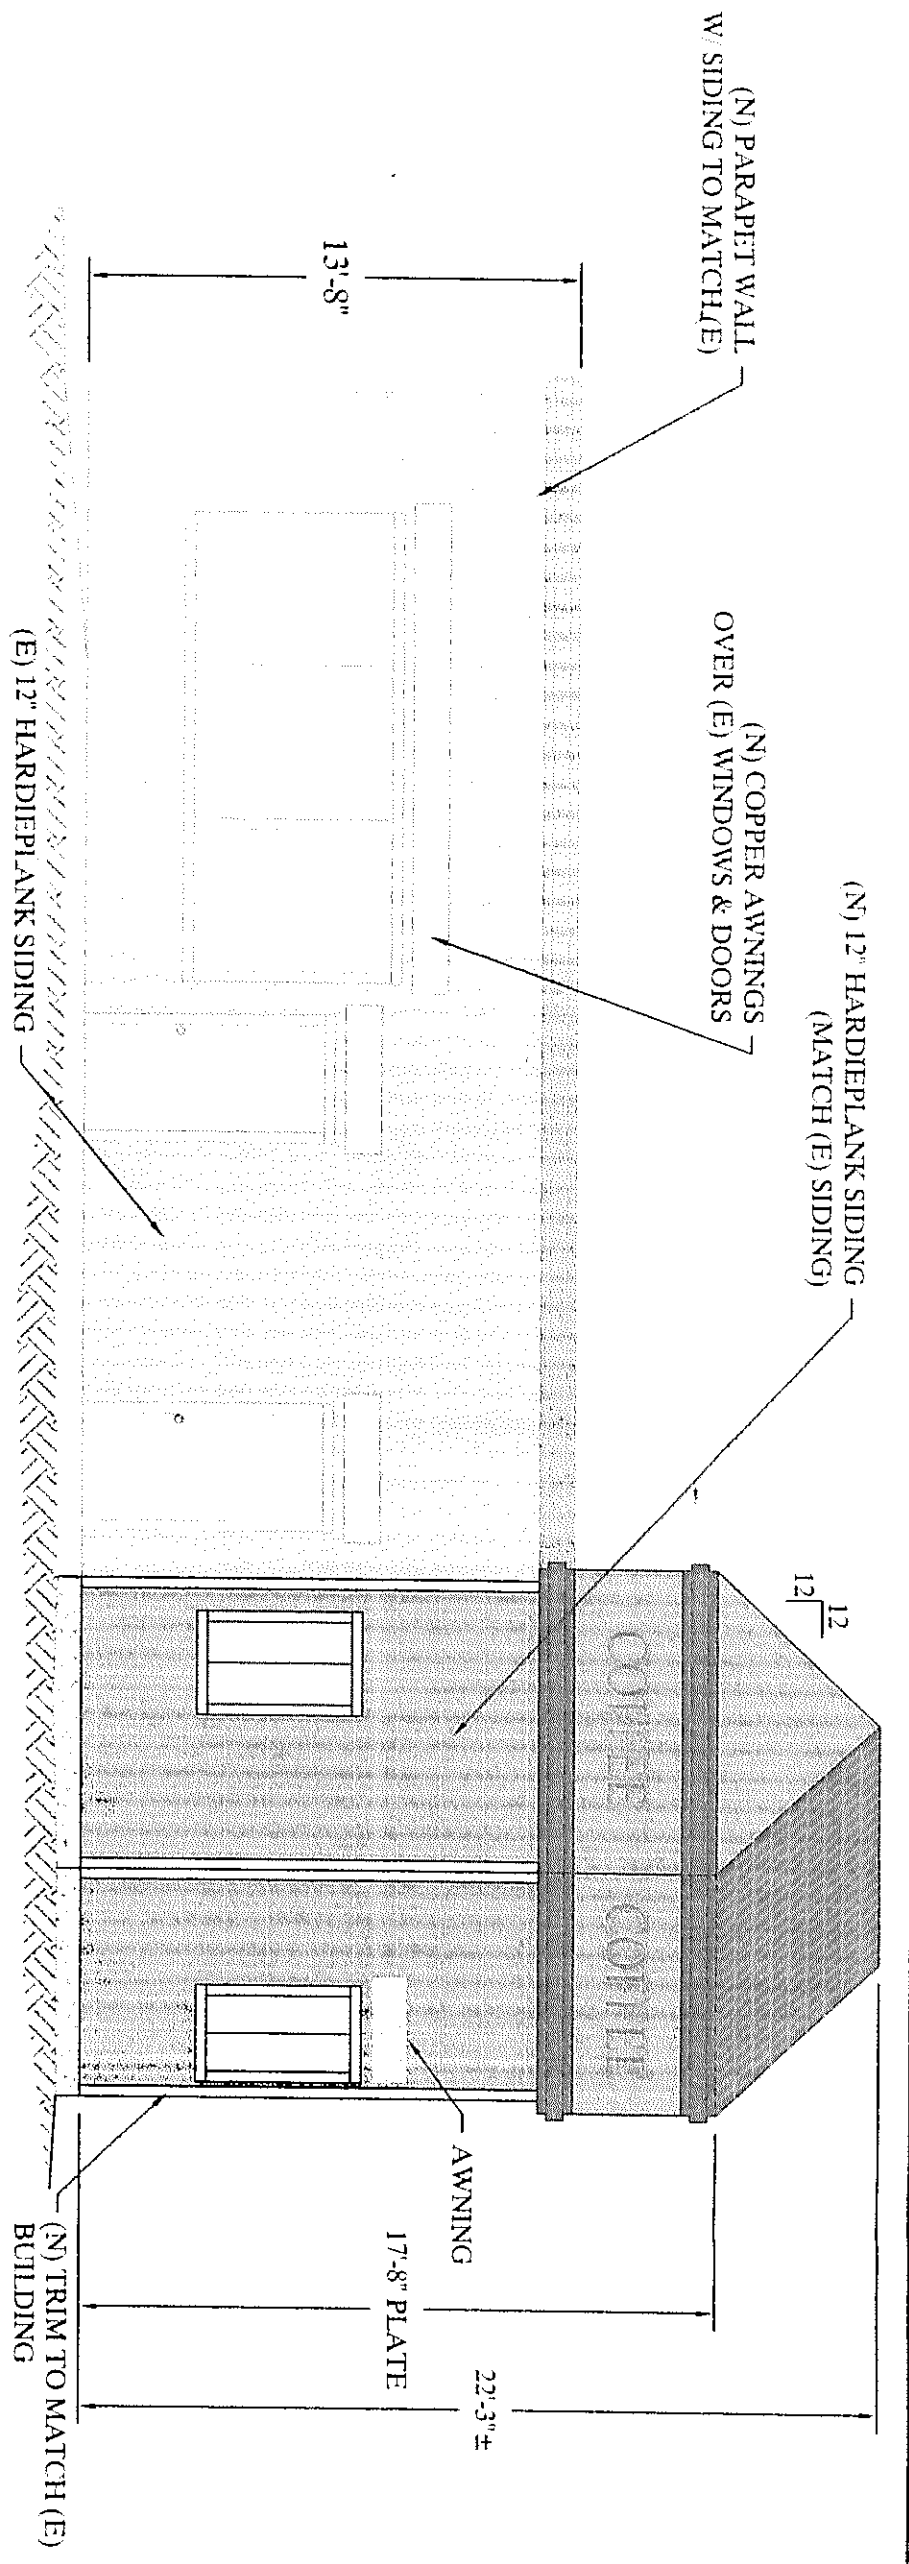 (N) PARAPET WALL
W/ SIDING TO MATCH (E)
13'-8"
(N) COPPER AWNINGS
OVER (E) WINDOWS & DOORS
(N) 12" HARDIEPLANK SIDING
(MATCH (E) SIDING)
(E) 12" HARDIEPLANK SIDING
12
12
COFFEE
COFFEE
AWNING
17'-8" PLATE
22'-3"±
(N) TRIM TO MATCH (E)
BUILDING